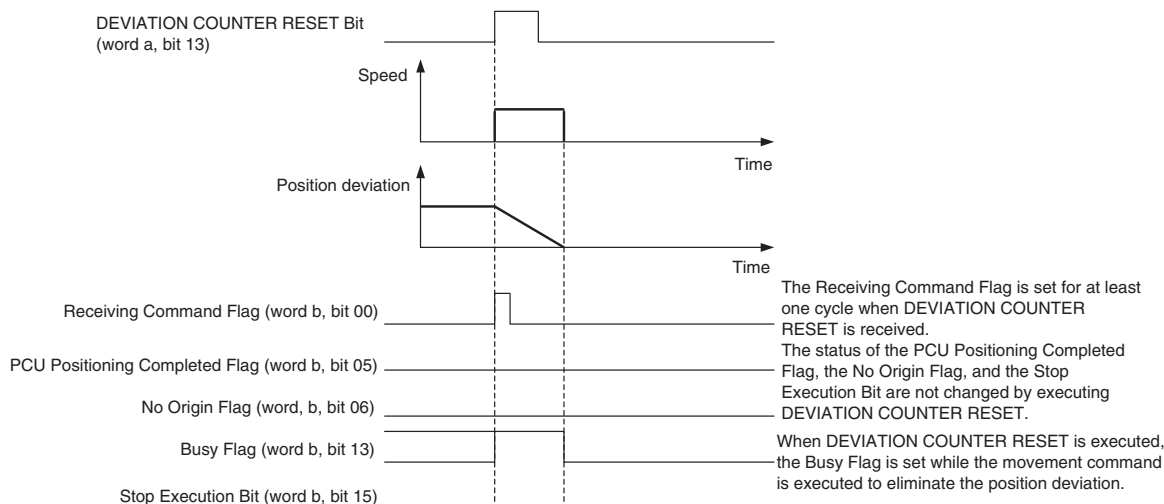 DEVIATION COUNTER RESET Bit
(word a, bit 13)
Speed
Time
Position deviation
Time
Receiving Command Flag (word b, bit 00)
The Receiving Command Flag is set for at least
one cycle when DEVIATION COUNTER
RESET is received.
PCU Positioning Completed Flag (word b, bit 05)
The status of the PCU Positioning Completed
Flag, the No Origin Flag, and the Stop
Execution Bit are not changed by executing
DEVIATION COUNTER RESET.
No Origin Flag (word, b, bit 06)
Busy Flag (word b, bit 13)
When DEVIATION COUNTER RESET is executed,
the Busy Flag is set while the movement command
is executed to eliminate the position deviation.
Stop Execution Bit (word b, bit 15)